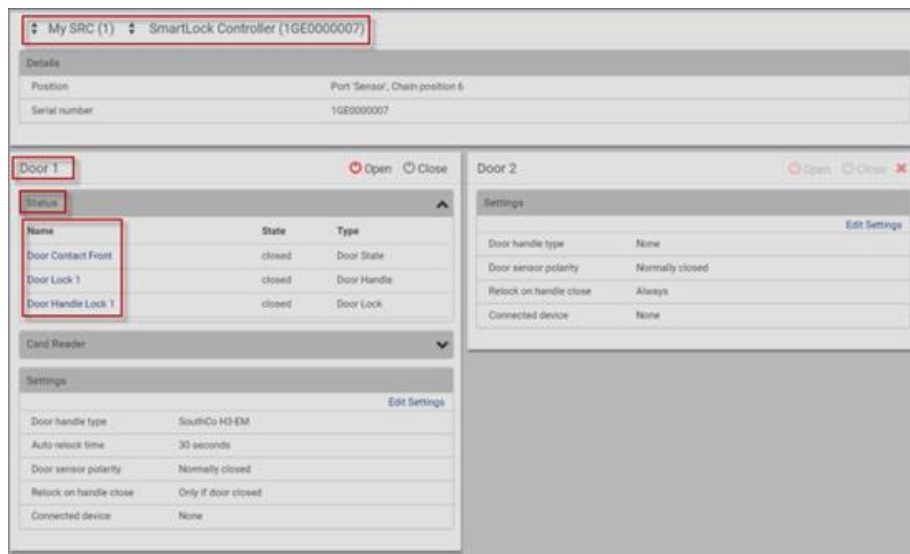 My SRC (1) SmartLock Controller (1GE0000007)
Details
Position Port 'Sensor', Chain position 6
Serial number 1GE0000007
Door 1 Open Close
Status
Name State Type
Door Contact Front closed Door State
Door Lock 1 closed Door Handle
Door Handle Lock 1 closed Door Lock
Card Reader
Settings
Edit Settings
Door handle type SouthCo H3-EM
Auto relock time 30 seconds
Door sensor polarity Normally closed
Relock on handle close Only if door closed
Connected device None
Door 2 Open Close
Settings
Edit Settings
Door handle type None
Door sensor polarity Normally closed
Relock on handle close Always
Connected device None